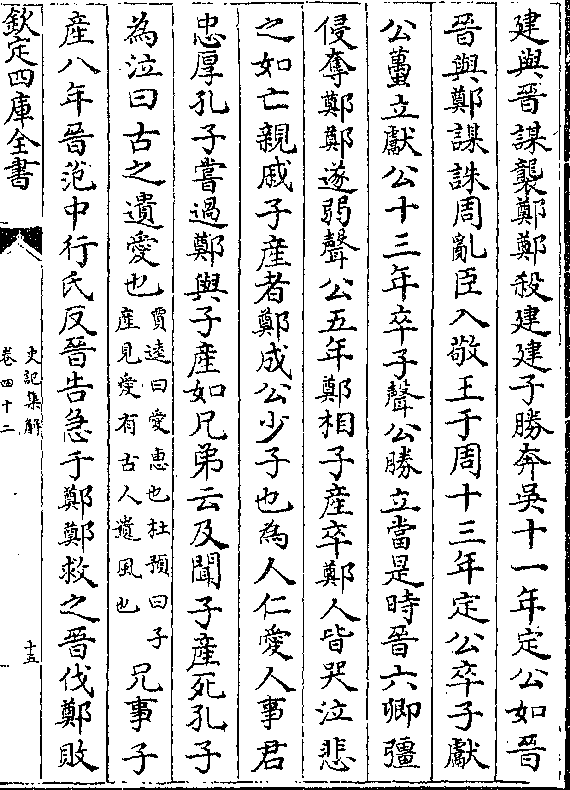 建與晉謀襲鄭鄭殺建建子勝奔吳十一年定公如晉
晉與鄭謀誅周亂臣入敬王于周十三年定公卒子獻
公蠆立獻公十三年卒子聲公勝立當是時晉六卿彊
侵奪鄭鄭遂弱聲公五年鄭相子產卒鄭人皆哭泣悲
之如亡親戚子產者鄭成公少子也為人仁愛人事君
忠厚孔子嘗過鄭與子產如兄弟云及聞子產死孔子
為泣曰古之遺愛也
賈逵曰愛惠也杜預曰子
產見愛有古人遺風也
兄事子
產八年晉范中行氏反晉告急于鄭鄭救之晉伐鄭敗
欽定四庫全書
史記集解
卷四十二
十五